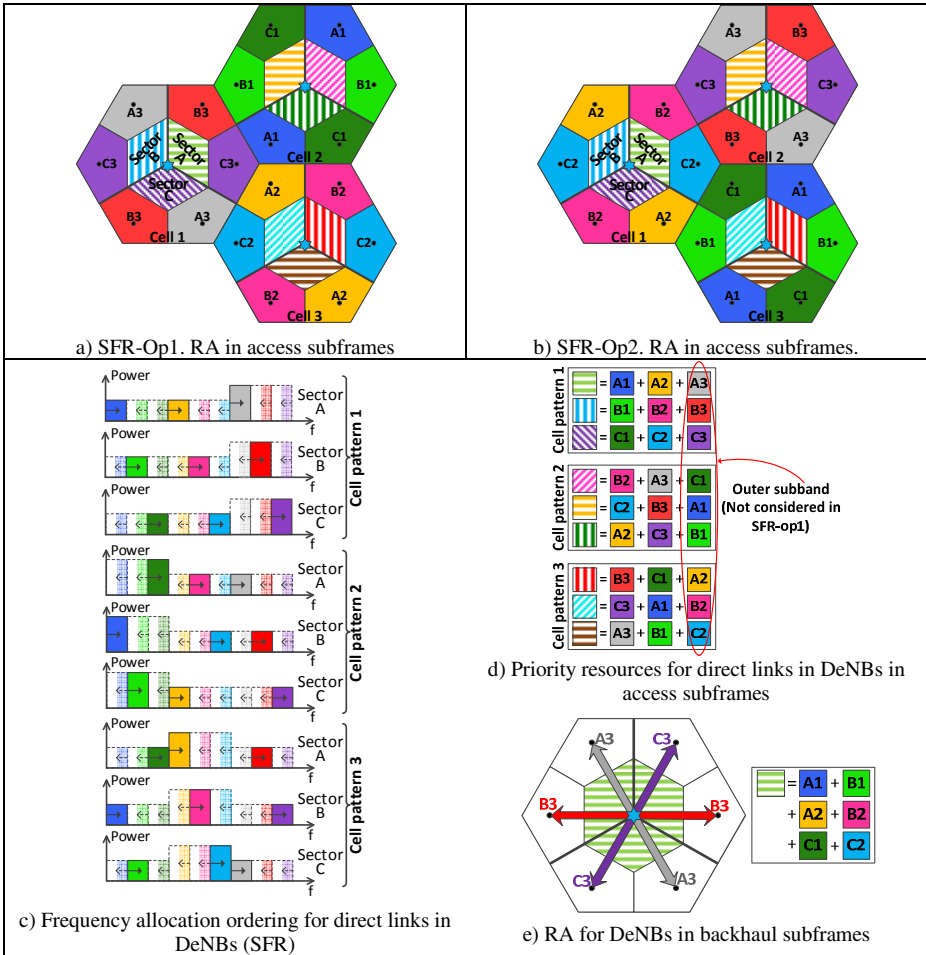 C1
A1
B1
B1
A1
C1
Cell 2
A3
B3
C3
Sector B
Sector A
C3
Sector C
B3
A3
Cell 1
A2
B2
C2
C2
B2
A2
Cell 3
a) SFR-Op1. RA in access subframes
A3
B3
C3
C3
B3
A3
Cell 2
A2
B2
C2
Sector B
Sector A
C2
Sector C
B2
A2
Cell 1
C1
A1
B1
B1
A1
C1
Cell 3
b) SFR-Op2. RA in access subframes.
Power
Sector A
f
Power
Sector B
f
Power
Sector C
f
Cell pattern 1
Power
Sector A
f
Power
Sector B
f
Power
Sector C
f
Cell pattern 2
Power
Sector A
f
Power
Sector B
f
Power
Sector C
f
Cell pattern 3
c) Frequency allocation ordering for direct links in
DeNBs (SFR)
Cell pattern 1
= A1 + A2 + A3
= B1 + B2 + B3
= C1 + C2 + C3
Cell pattern 2
= B2 + A3 + C1
= C2 + B3 + A1
= A2 + C3 + B1
Cell pattern 3
= B3 + C1 + A2
= C3 + A1 + B2
= A3 + B1 + C2
Outer subband
(Not considered in
SFR-op1)
d) Priority resources for direct links in DeNBs in
access subframes
A3
C3
B3
B3
C3
A3
= A1 + B1
+ A2 + B2
+ C1 + C2
e) RA for DeNBs in backhaul subframes